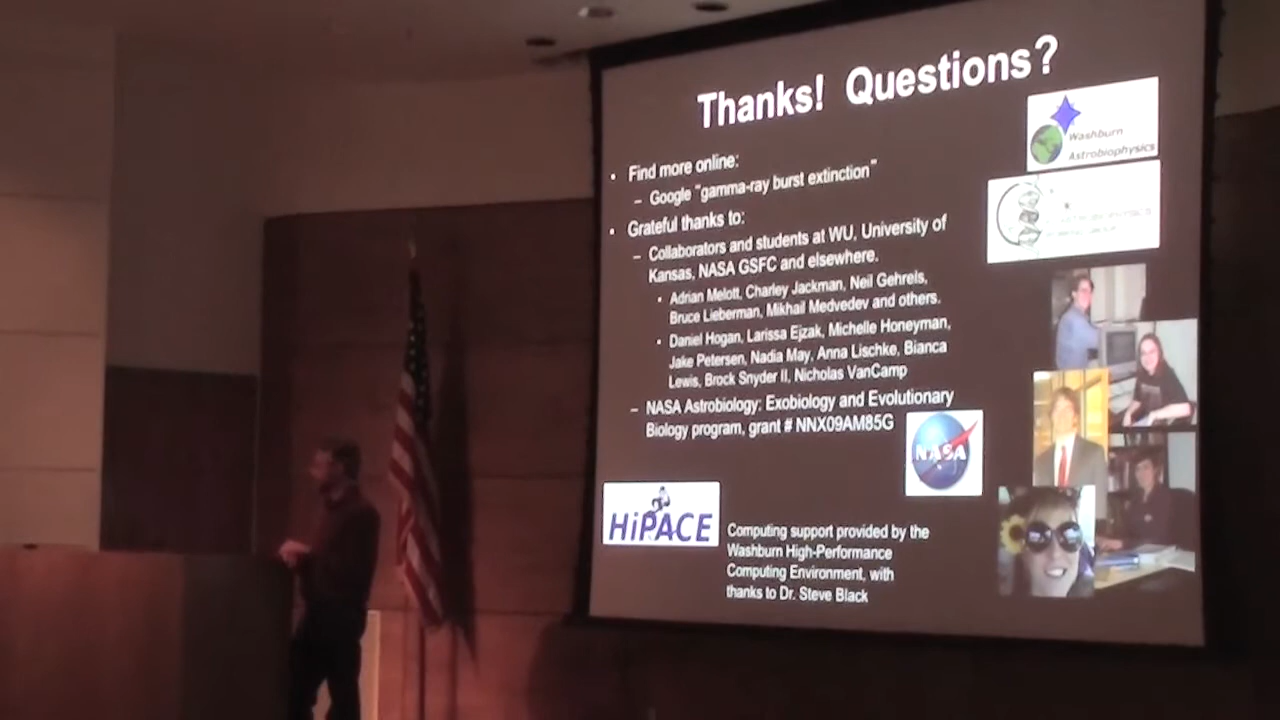 Thanks! Questions?
• Find more online:
– Google "gamma-ray burst extinction"
• Grateful thanks to:
– Collaborators and students at WU, University of
Kansas, NASA GSFC and elsewhere.
• Adrian Melott, Charley Jackman, Neil Gehrels,
Bruce Lieberman, Mikhail Medvedev and others.
• Daniel Hogan, Larissa Ejzak, Michelle Honeyman,
Jake Petersen, Nadia May, Anna Lischke, Bianca
Lewis, Brock Snyder II, Nicholas VanCamp
– NASA Astrobiology: Exobiology and Evolutionary
Biology program, grant # NNX09AM85G
HiPACE
Computing support provided by the
Washburn High-Performance
Computing Environment, with
thanks to Dr. Steve Black
Washburn
Astrobiophysics
NASA